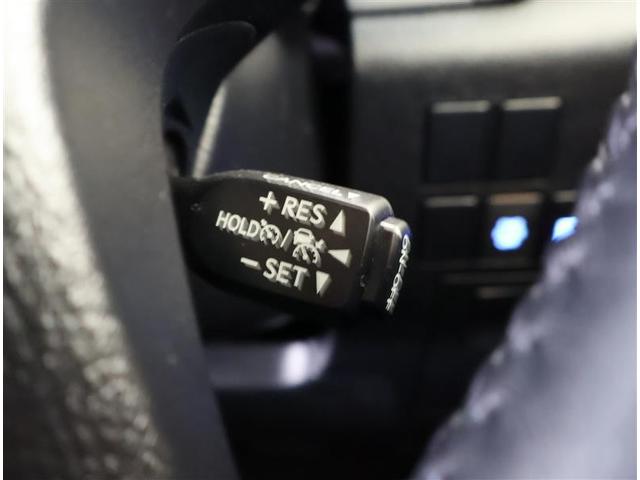 CANCEL▼
+ RES ▲
HOLD / ◀
− SET ▼
ON-OFF